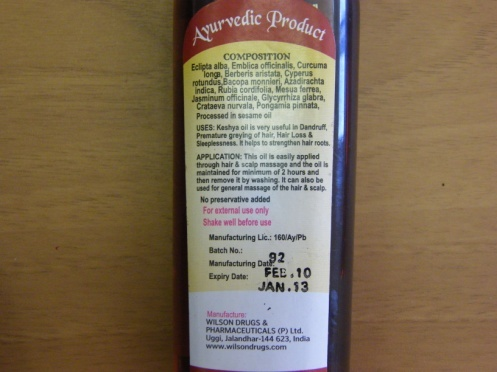 Ayurvedic Product
COMPOSITION
Eclipta alba, Emblica officinalis, Curcuma
longa, Berberis aristata, Cyperus
rotundus,Bacopa monnieri, Azadirachta
indica, Rubia cordifolia, Mesua ferrea,
Jasminum officinale, Glycyrrhiza glabra,
Crataeva nurvala, Pongamia pinnata,
Processed in sesame oil
USES: Keshya oil is very useful in Dandruff,
Premature greying of hair, Hair Loss &
Sleeplessness. It helps to strengthen hair roots.
APPLICATION: This oil is easily applied
through hair & scalp massage and the oil is
maintained for minimum of 2 hours and
then remove it by washing. It can also be
used for general massage of the hair & scalp.
No preservative added
For external use only
Shake well before use
Manufacturing Lic.: 160/Ay/Pb
Batch No.: 92
Manufacturing Date: FEB.10
Expiry Date: JAN.13
Manufacture:
WILSON DRUGS &
PHARMACEUTICALS (P) Ltd.
Uggi, Jalandhar-144 623, India
www.wilsondrugs.com